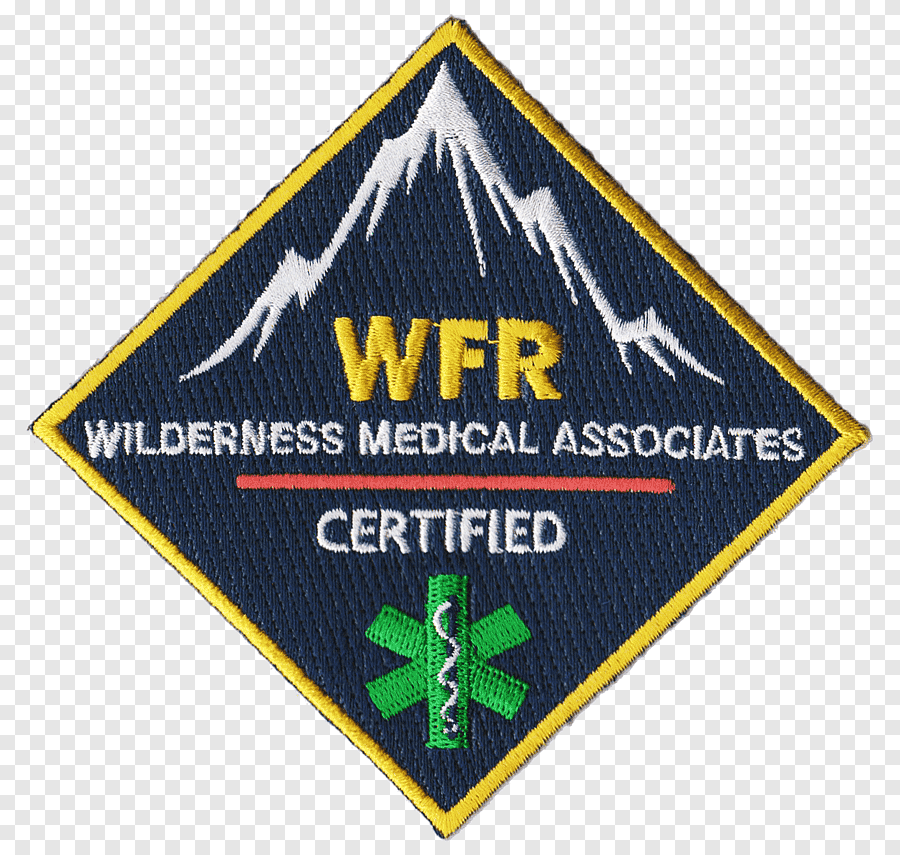 WFR
WILDERNESS MEDICAL ASSOCIATES
CERTIFIED